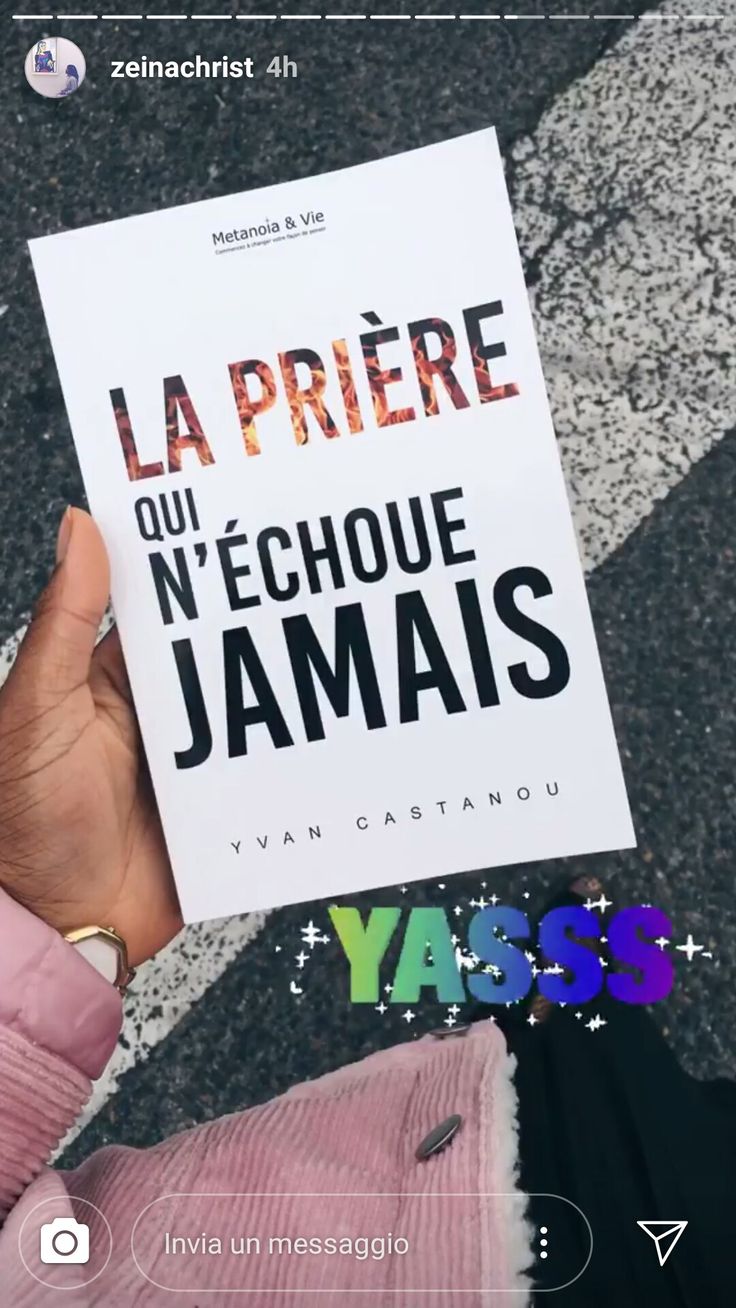 zeinachrist 4h
Metanoia & Vie
Commencez à changer votre façon de penser
LA PRIÈRE
QUI
N'ÉCHOUE
JAMAIS
YVAN CASTANOU
YASSS
Invia un messaggio